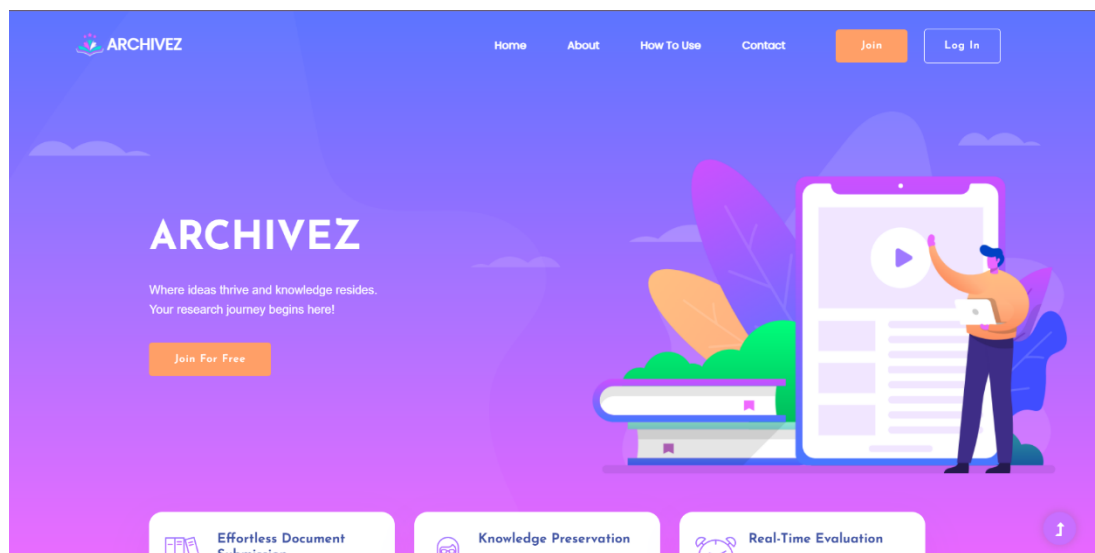 ARCHIVEZ
Home About How To Use Contact Join Log In
ARCHIVEZ
Where ideas thrive and knowledge resides.
Your research journey begins here!
Join For Free
Effortless Document
Submission
Knowledge Preservation
Real-Time Evaluation